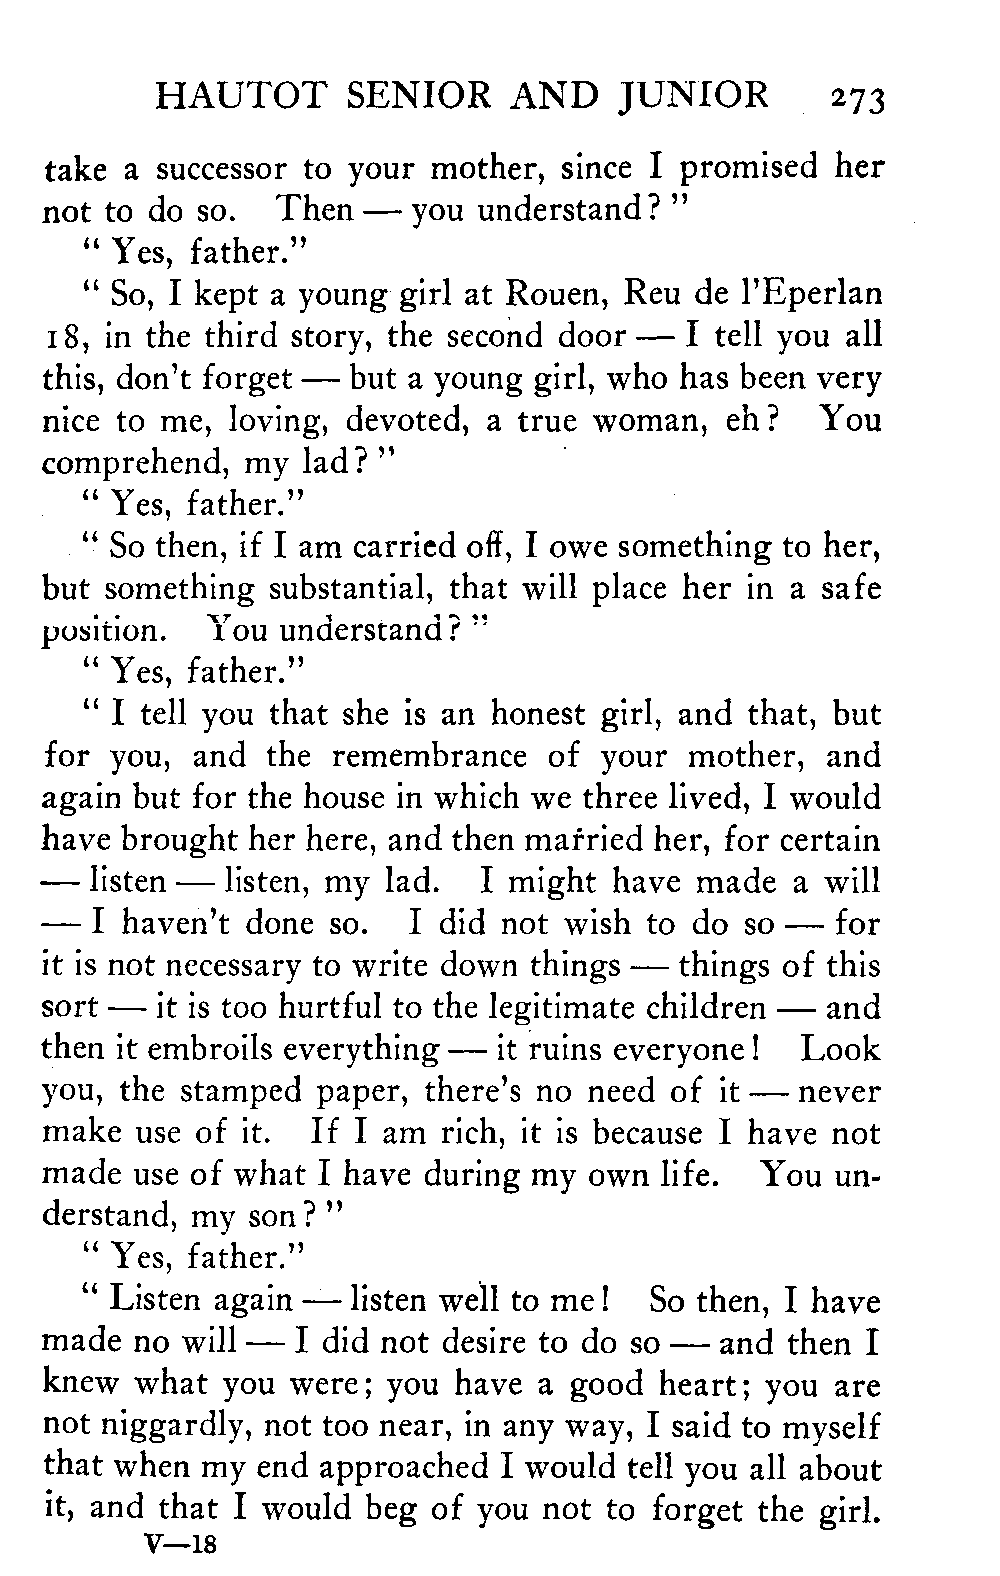 HAUTOT SENIOR AND JUNIOR 273
take a successor to your mother, since I promised her
not to do so. Then — you understand? "
" Yes, father."
" So, I kept a young girl at Rouen, Reu de l'Eperlan
18, in the third story, the second door — I tell you all
this, don't forget — but a young girl, who has been very
nice to me, loving, devoted, a true woman, eh? You
comprehend, my lad? "
" Yes, father."
" So then, if I am carried off, I owe something to her,
but something substantial, that will place her in a safe
position. You understand? "
" Yes, father."
" I tell you that she is an honest girl, and that, but
for you, and the remembrance of your mother, and
again but for the house in which we three lived, I would
have brought her here, and then married her, for certain
— listen — listen, my lad. I might have made a will
— I haven't done so. I did not wish to do so — for
it is not necessary to write down things — things of this
sort — it is too hurtful to the legitimate children — and
then it embroils everything — it ruins everyone! Look
you, the stamped paper, there's no need of it — never
make use of it. If I am rich, it is because I have not
made use of what I have during my own life. You un-
derstand, my son? "
" Yes, father."
" Listen again — listen well to me! So then, I have
made no will — I did not desire to do so — and then I
knew what you were; you have a good heart; you are
not niggardly, not too near, in any way, I said to myself
that when my end approached I would tell you all about
it, and that I would beg of you not to forget the girl.
V—18